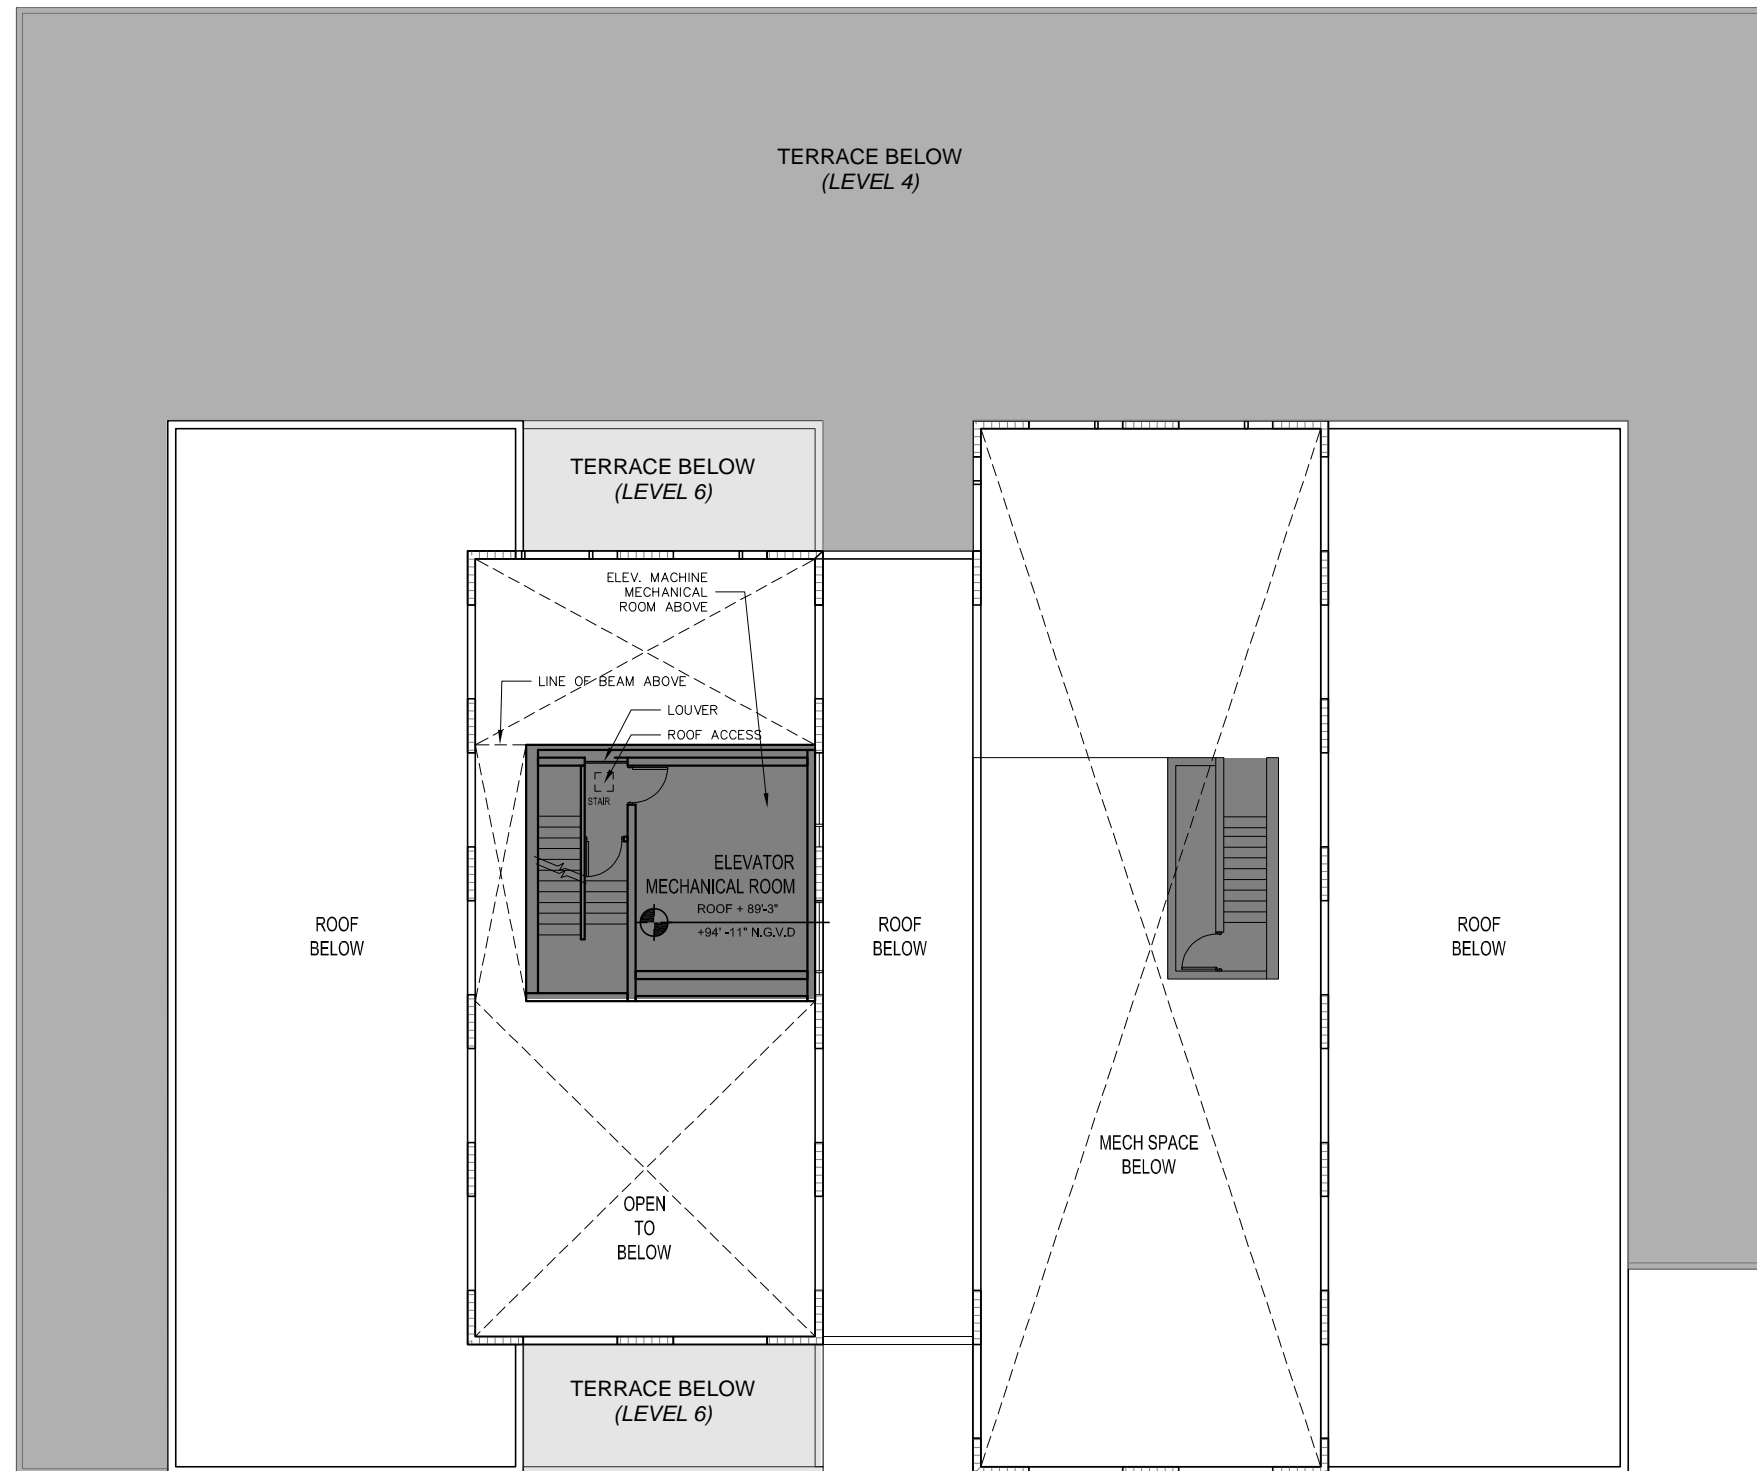 TERRACE BELOW
(LEVEL 4)
TERRACE BELOW
(LEVEL 6)
ELEV. MACHINE
MECHANICAL
ROOM ABOVE
LINE OF BEAM ABOVE
LOUVER
ROOF ACCESS
STAIR
ELEVATOR
MECHANICAL ROOM
ROOF + 89'-3"
+94' -11" N.G.V.D
ROOF
BELOW
ROOF
BELOW
ROOF
BELOW
MECH SPACE
BELOW
OPEN
TO
BELOW
TERRACE BELOW
(LEVEL 6)